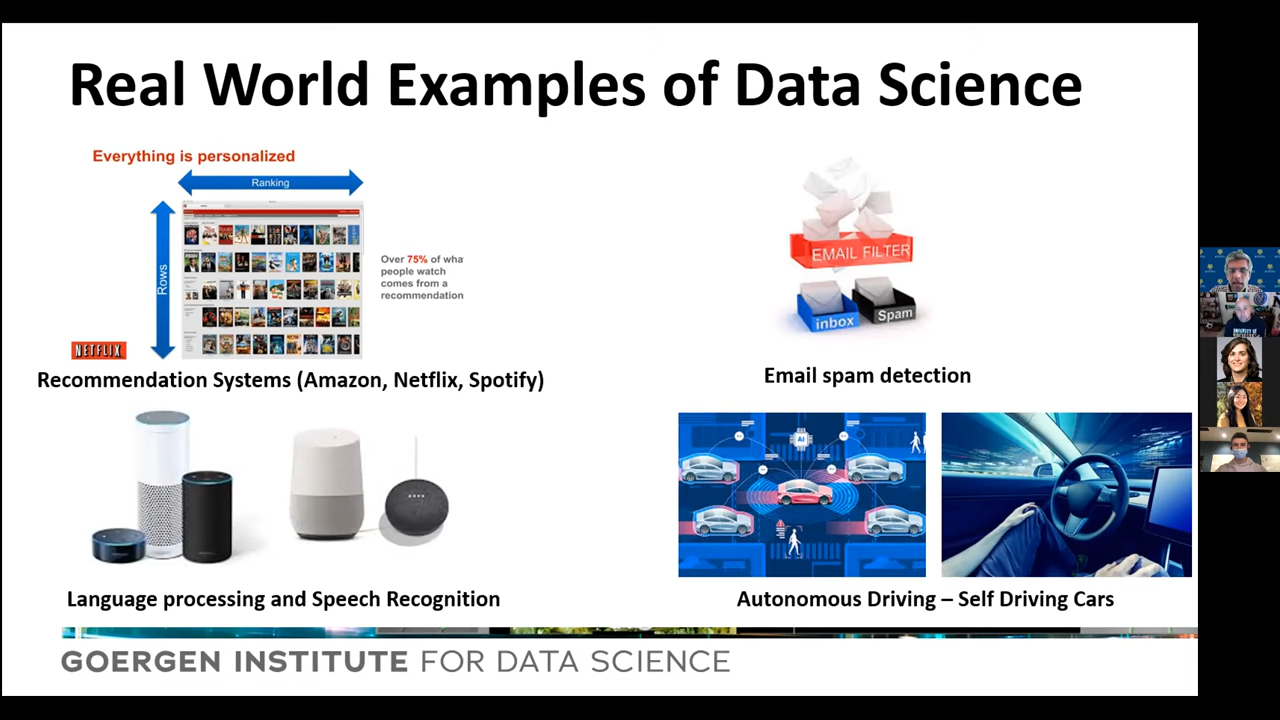 Real World Examples of Data Science
Everything is personalized
Ranking
Rows
Over 75% of wha
people watch
comes from a
recommendation
NETFLIX
Recommendation Systems (Amazon, Netflix, Spotify)
EMAIL FILTER
inbox
Spam
Email spam detection
Language processing and Speech Recognition
AI
Autonomous Driving – Self Driving Cars
GOERGEN INSTITUTE FOR DATA SCIENCE